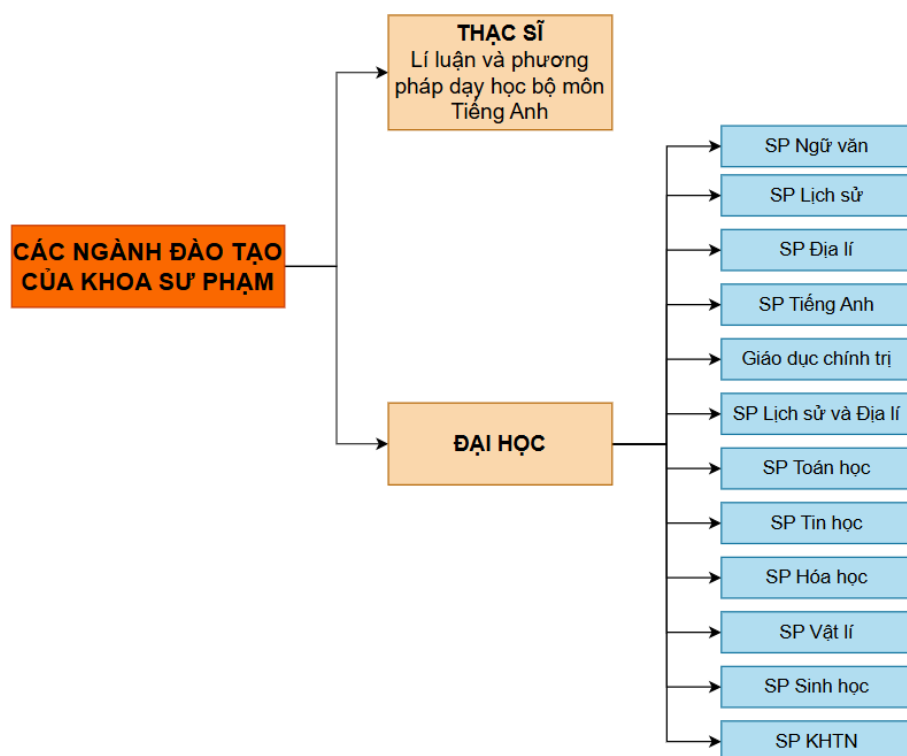 THẠC SĨ
Lí luận và phương
pháp dạy học bộ môn
Tiếng Anh
CÁC NGÀNH ĐÀO TẠO
CỦA KHOA SƯ PHẠM
ĐẠI HỌC
SP Ngữ văn
SP Lịch sử
SP Địa lí
SP Tiếng Anh
Giáo dục chính trị
SP Lịch sử và Địa lí
SP Toán học
SP Tin học
SP Hóa học
SP Vật lí
SP Sinh học
SP KHTN